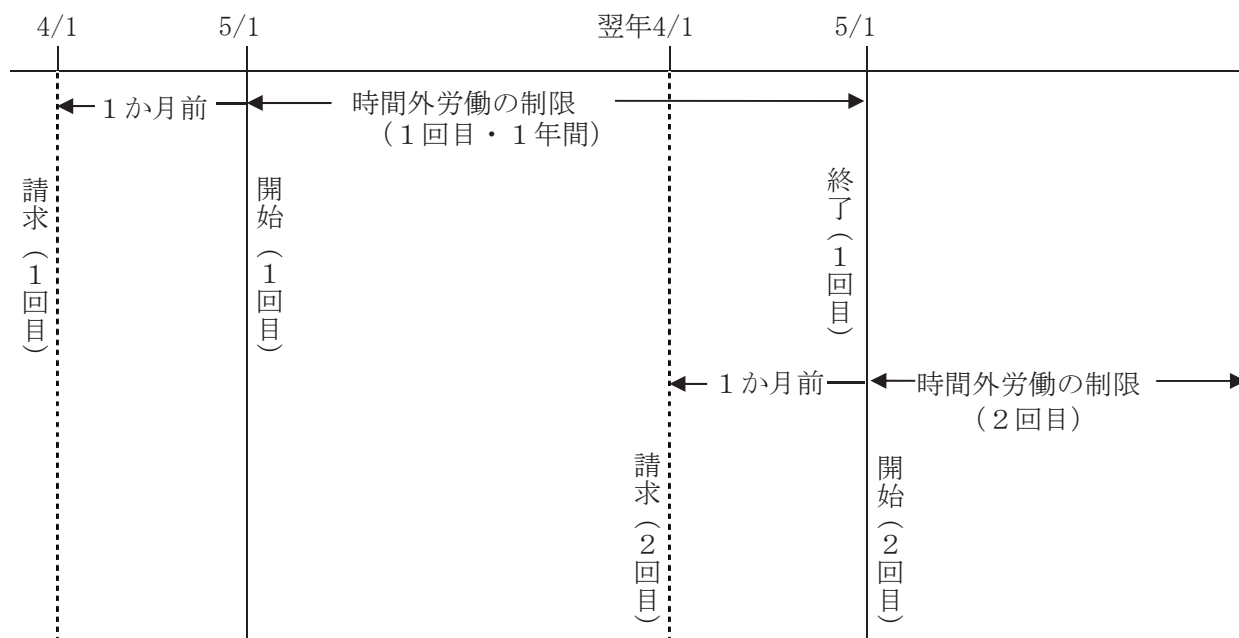 4/1
5/1
翌年4/1
5/1
1か月前
時間外労働の制限
（1回目・1年間）
請求（1回目）
開始（1回目）
終了（1回目）
1か月前
時間外労働の制限
（2回目）
請求（2回目）
開始（2回目）